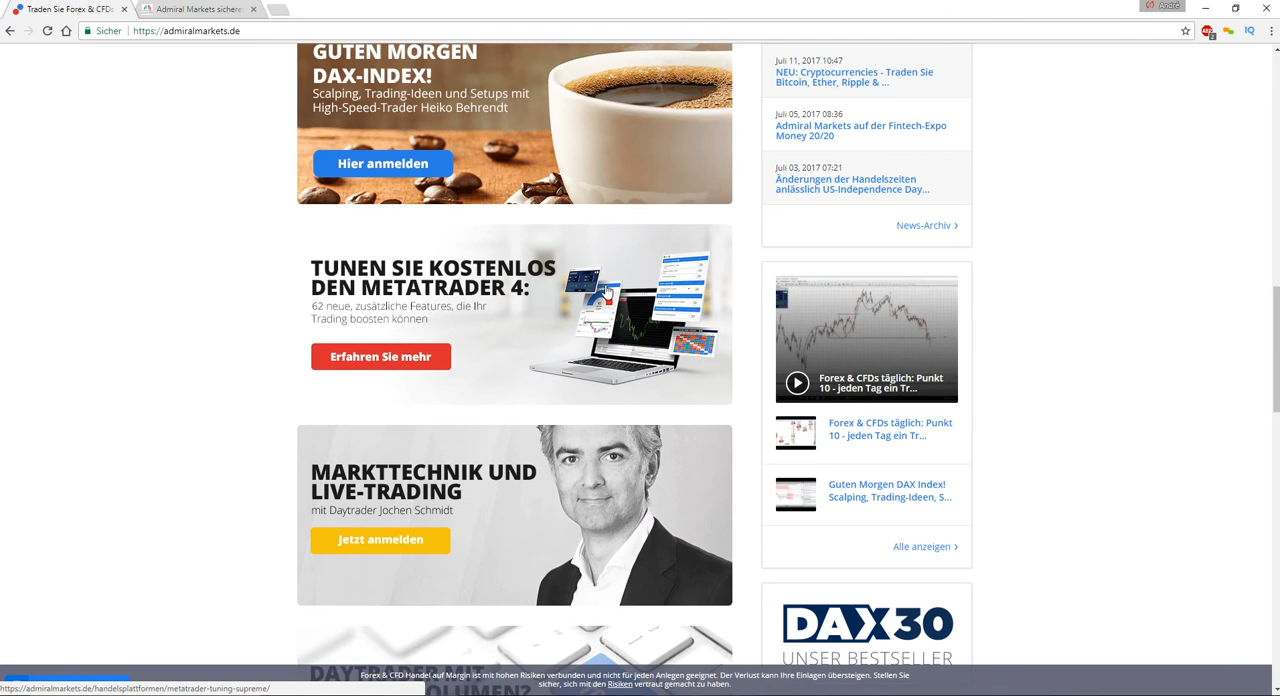 Traden Sie Forex & CFDs
Admiral Markets sichere
André
Sicher
https://admiralmarkets.de
GUTEN MORGEN
DAX-INDEX!
Scalping, Trading-Ideen und Setups mit
High-Speed-Trader Heiko Behrendt
Hier anmelden
TUNEN SIE KOSTENLOS
DEN METATRADER 4:
62 neue, zusätzliche Features, die Ihr
Trading boosten können
Erfahren Sie mehr
MARKTTECHNIK UND
LIVE-TRADING
mit Daytrader Jochen Schmidt
Jetzt anmelden
DAYTRADER MIT
Juli 11, 2017 10:47
NEU: Cryptocurrencies - Traden Sie
Bitcoin, Ether, Ripple & ...
Juli 05, 2017 08:36
Admiral Markets auf der Fintech-Expo
Money 20/20
Juli 03, 2017 07:21
Änderungen der Handelszeiten
anlässlich US-Independence Day...
News-Archiv ›
Forex & CFDs täglich: Punkt
10 - jeden Tag ein Tr...
Forex & CFDs täglich: Punkt
10 - jeden Tag ein Tr...
Guten Morgen DAX Index!
Scalping, Trading-Ideen, S...
Alle anzeigen ›
DAX30
UNSER BESTSELLER
Forex & CFD Handel auf Margin ist mit hohen Risiken verbunden und nicht für jeden Anlegen geeignet. Der Verlust kann Ihre Einlagen übersteigen. Stellen Sie
sicher, sich mit den Risiken vertraut gemacht zu haben.
https://admiralmarkets.de/handelsplattformen/metatrader-tuning-supreme/